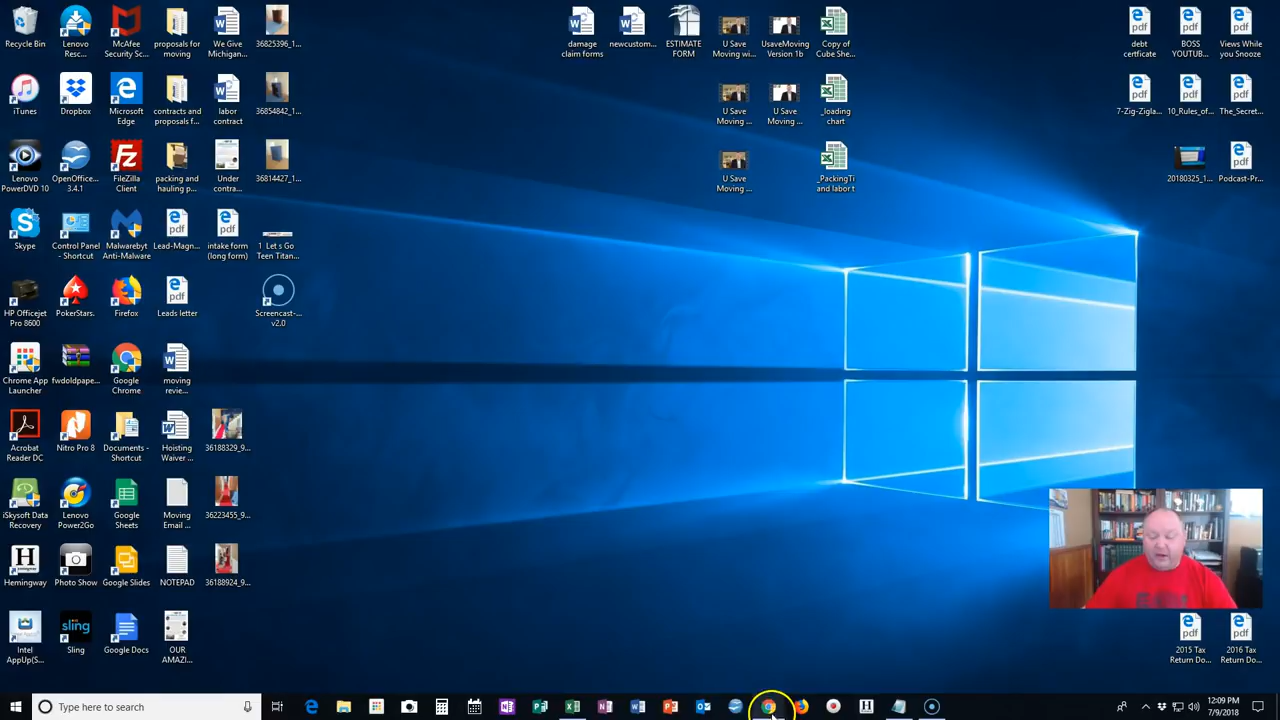 Recycle Bin
Lenovo
Resc...
McAfee
Security Sc...
proposals for
moving
We Give
Michigan...
36825396_1...
damage
claim forms
newcustom...
ESTIMATE
FORM
U Save
Moving wi...
UsaveMoving
Version 1b
Copy of
Cube She...
debt
certficate
BOSS
YOUTUB...
Views While
you Snooze
iTunes
Dropbox
Microsoft
Edge
contracts and
proposals f...
labor
contract
36854842_1...
U Save
Moving ...
U Save
Moving ...
_loading
chart
7-Zig-Zigla...
10_Rules_of...
The_Secret...
Lenovo
PowerDVD 10
OpenOffice...
3.4.1
FileZilla
Client
packing and
hauling p...
Under
contra...
36814427_1...
U Save
Moving ...
_PackingTi
and labor t
20180325_1...
Podcast-Pr...
Skype
Control Panel
- Shortcut
Malwarebyt
Anti-Malware
Lead-Magn...
intake form
(long form)
1 Let s Go
Teen Titan...
HP Officejet
Pro 8600
PokerStars.
Firefox
Leads letter
Screencast-...
v2.0
Chrome App
Launcher
fwdoldpape...
Google
Chrome
moving
revie...
Acrobat
Reader DC
Nitro Pro 8
Documents -
Shortcut
Hoisting
Waiver ...
36188329_9...
iSkysoft Data
Recovery
Lenovo
Power2Go
Google
Sheets
Moving
Email ...
36223455_9...
Hemingway
Photo Show
Google Slides
NOTEPAD
36188924_9...
Intel
AppUp(S...
sling
Sling
Google Docs
OUR
AMAZI...
2015 Tax
Return Do...
2016 Tax
Return Do...
Type here to search
12:09 PM
7/9/2018